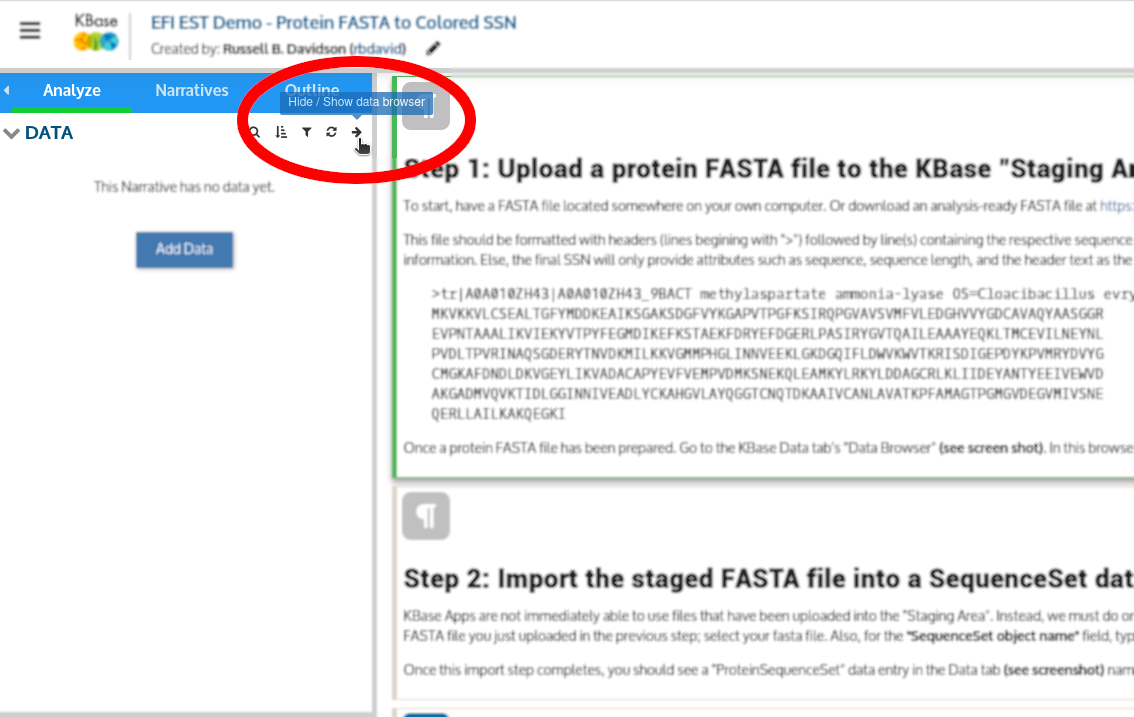 KBase
EFI EST Demo - Protein FASTA to Colored SSN
Created by: Russell B. Davidson (rbdavid)
Analyze Narratives Outline
Hide / Show data browser
DATA
This Narrative has no data yet.
Add Data
Step 1: Upload a protein FASTA file to the KBase "Staging Ar
To start, have a FASTA file located somewhere on your own computer. Or download an analysis-ready FASTA file at https:
This file should be formatted with headers (lines begining with ">") followed by line(s) containing the respective sequence
information. Else, the final SSN will only provide attributes such as sequence, sequence length, and the header text as the
>tr|A0A010ZH43|A0A010ZH43_9BACT methylaspartate ammonia-lyase OS=Cloacibacillus evry
MKVKKVLCSEALTGFYMDDKEAIKSGAKSDGFVYKGAPVTPGFKSIRQPGVAVSVMFVLEDGHVVYGDCAVAQYAASGGR
EVPNTAAALIKVIEKYVTPYFEGMDIKEFKSTAEKFDRYEFDGERLPASIRYGVTQAILEAAAYEQKLTMCEVILNEYNL
PVDLTPVRINAQSGDERYTNVDKMILKKVGMMPHGLINNVEEKLGKDGQIFLDWVKWVTKRISDIGEPDYKPVMRYDVYG
CMGKAFDNDLDKVGEYLIKVADACAPYEVFVEMPVDMKSNEKQLEAMKYLRKYLDDAGCRLKLIIDEYANTYEEIVEWVD
AKGADMVQVKTIDLGGINNIVEADLYCKAHGVLAYQGGTCNQTDKAAIVCANLAVATKPFAMAGTPGMGVDEGVMIVSNE
QERLLAILKAKQEGKI
Once a protein FASTA file has been prepared. Go to the KBase Data tab's "Data Browser" (see screen shot). In this browse
Step 2: Import the staged FASTA file into a SequenceSet dat
KBase Apps are not immediately able to use files that have been uploaded into the "Staging Area". Instead, we must do or
FASTA file you just uploaded in the previous step; select your fasta file. Also, for the "SequenceSet object name" field, typ
Once this import step completes, you should see a "ProteinSequenceSet" data entry in the Data tab (see screenshot) nam